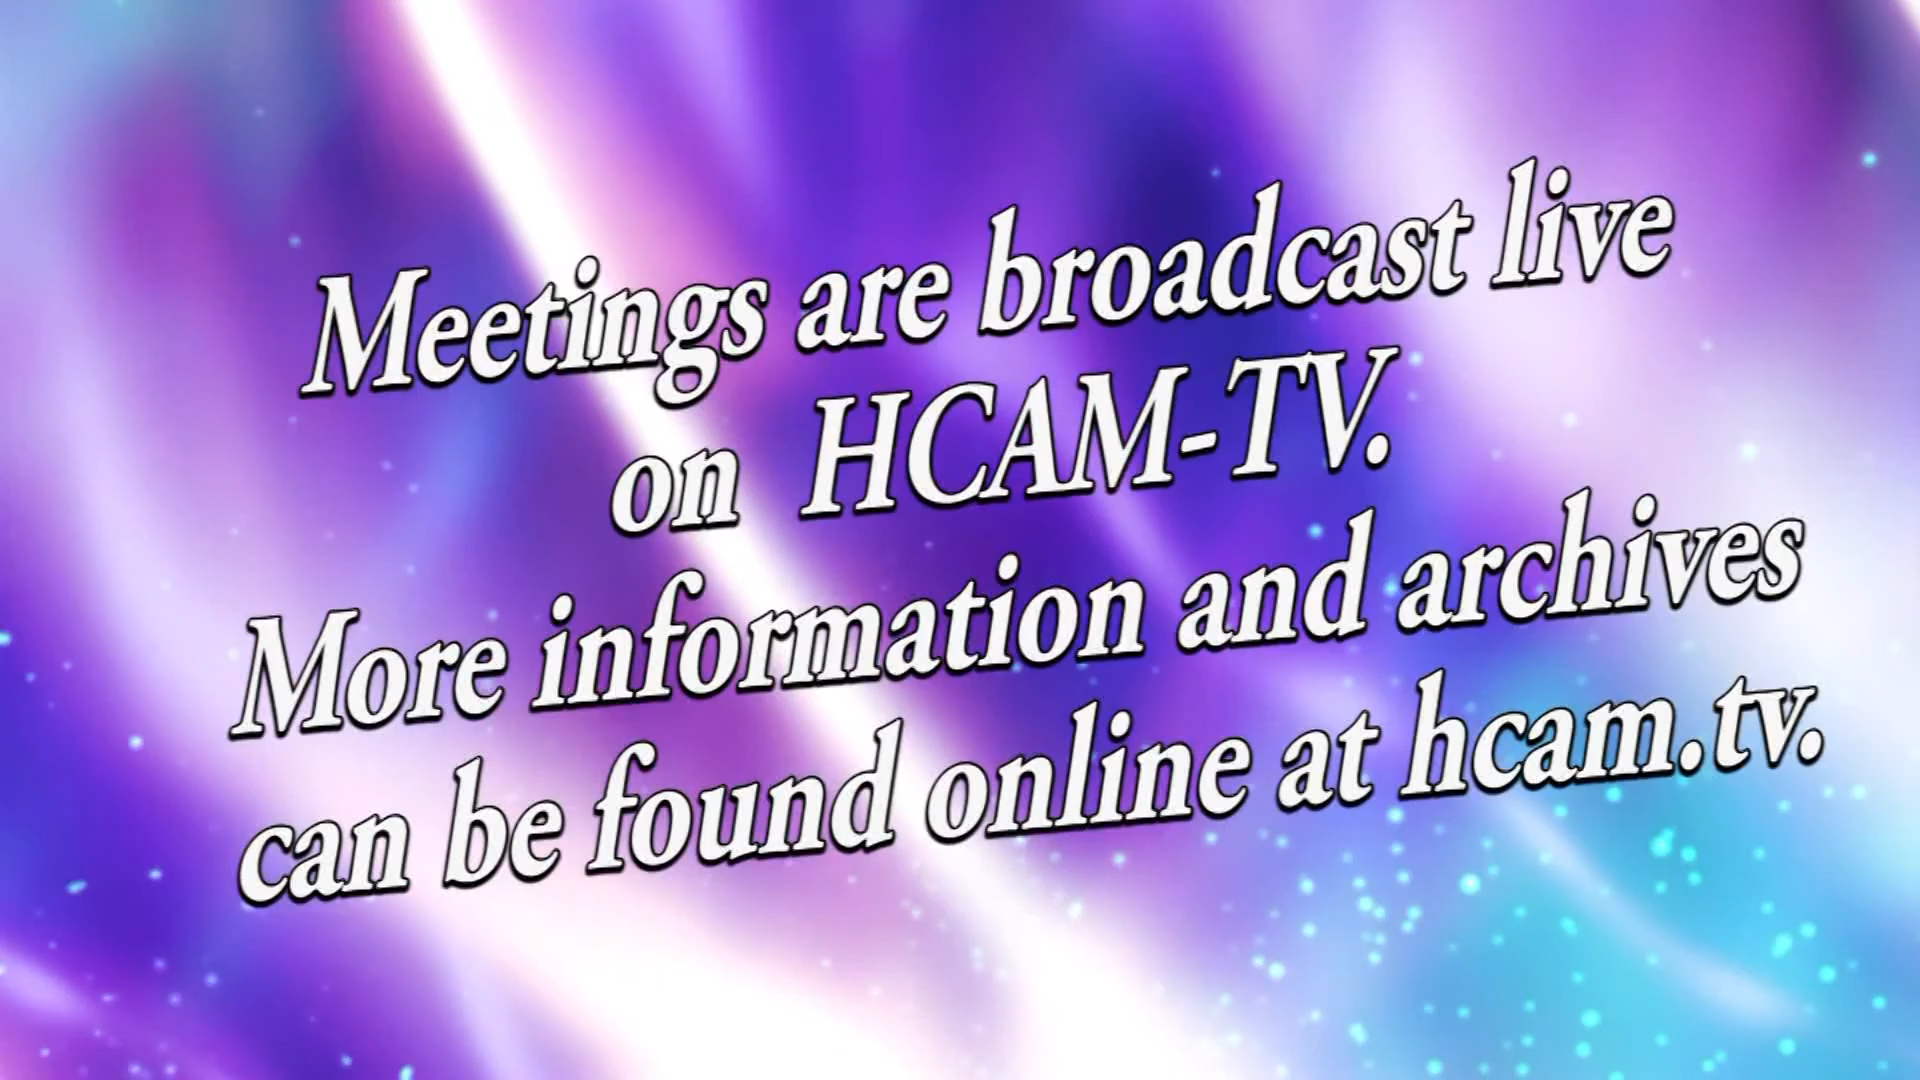 Meetings are broadcast live
on HCAM-TV.
More information and archives
can be found online at hcam.tv.